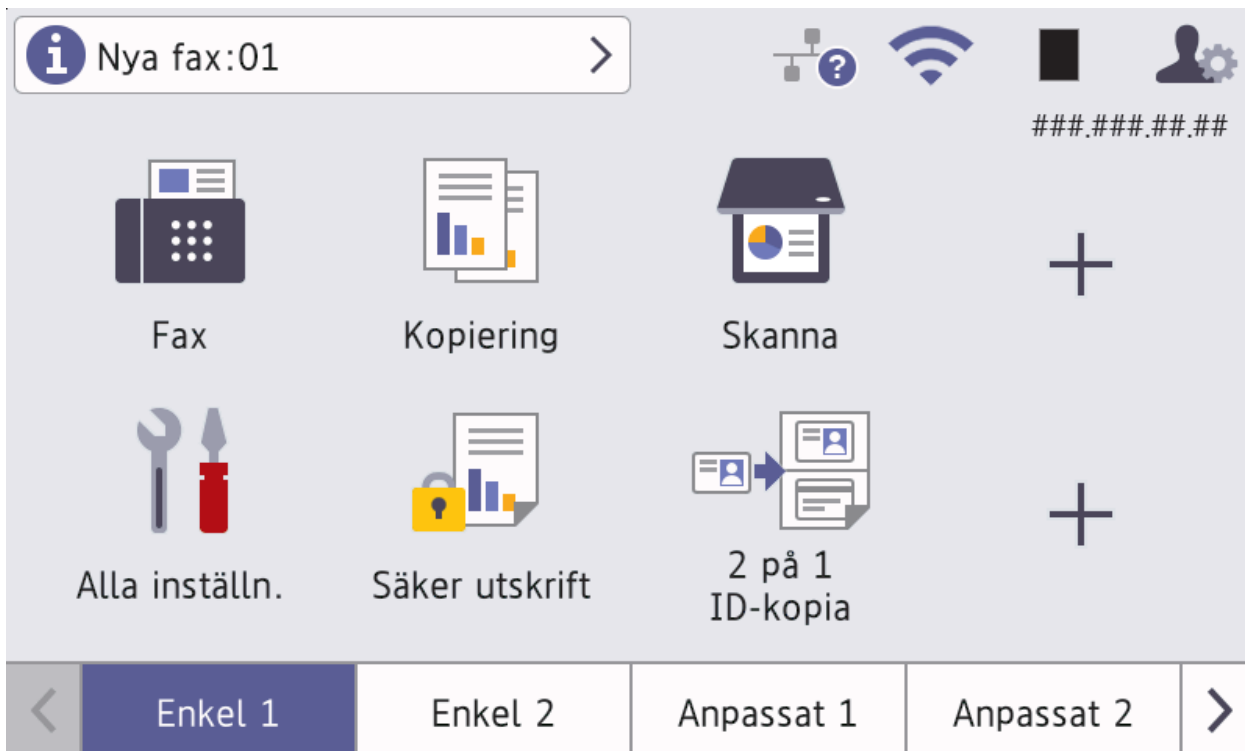 Nya fax:01
###.###.##.##
Fax
Kopiering
Skanna
Alla inställn.
Säker utskrift
2 på 1
ID-kopia
Enkel 1
Enkel 2
Anpassat 1
Anpassat 2